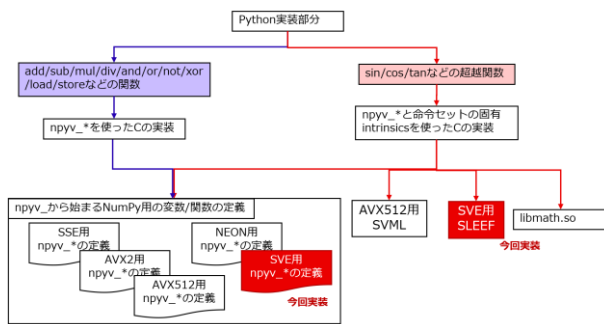 Python実装部分
add/sub/mul/div/and/or/not/xor
/load/storeなどの関数
sin/cos/tanなどの超越関数
npyv_*を使ったCの実装
npyv_*と命令セットの固有
intrinsicsを使ったCの実装
npyv_から始まるNumPy用の変数/関数の定義
SSE用
npyv_*の定義
AVX2用
npyv_*の定義
AVX512用
npyv_*の定義
NEON用
npyv_*の定義
SVE用
npyv_*の定義
今回実装
AVX512用
SVML
SVE用
SLEEF
今回実装
libmath.so